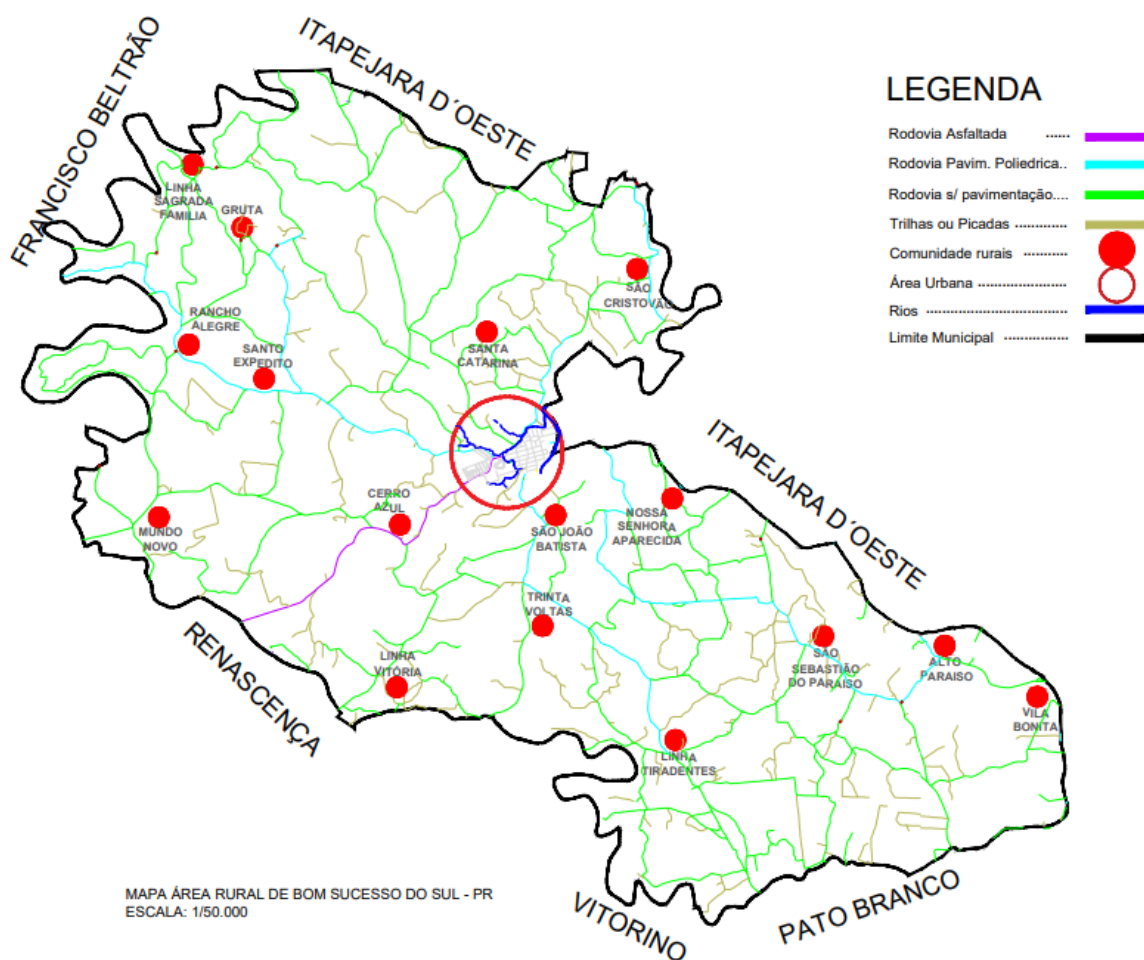 ITAPEJARA D´OESTE
FRANCISCO BELTRÃO
LEGENDA
Rodovia Asfaltada ......
Rodovia Pavim. Poliedrica..
Rodovia s/ pavimentação....
Trilhas ou Picadas .............
Comunidade rurais ...........
Área Urbana ......................
Rios .....................................
Limite Municipal ................
LINHA
SAGRADA
FAMILIA
GRUTA
SÃO
CRISTOVÃO
RANCHO
ALEGRE
SANTO
EXPEDITO
SANTA
CATARINA
ITAPEJARA D´OESTE
CERRO
AZUL
MUNDO
NOVO
SÃO JOÃO
BATISTA
NOSSA
SENHORA
APARECIDA
TRINTA
VOLTAS
RENASCENÇA
LINHA
VITÓRIA
SÃO
SEBASTIÃO
DO PARAISO
ALTO
PARAISO
VILA
BONITA
LINHA
TIRADENTES
MAPA ÁREA RURAL DE BOM SUCESSO DO SUL - PR
ESCALA: 1/50.000
VITORINO
PATO BRANCO